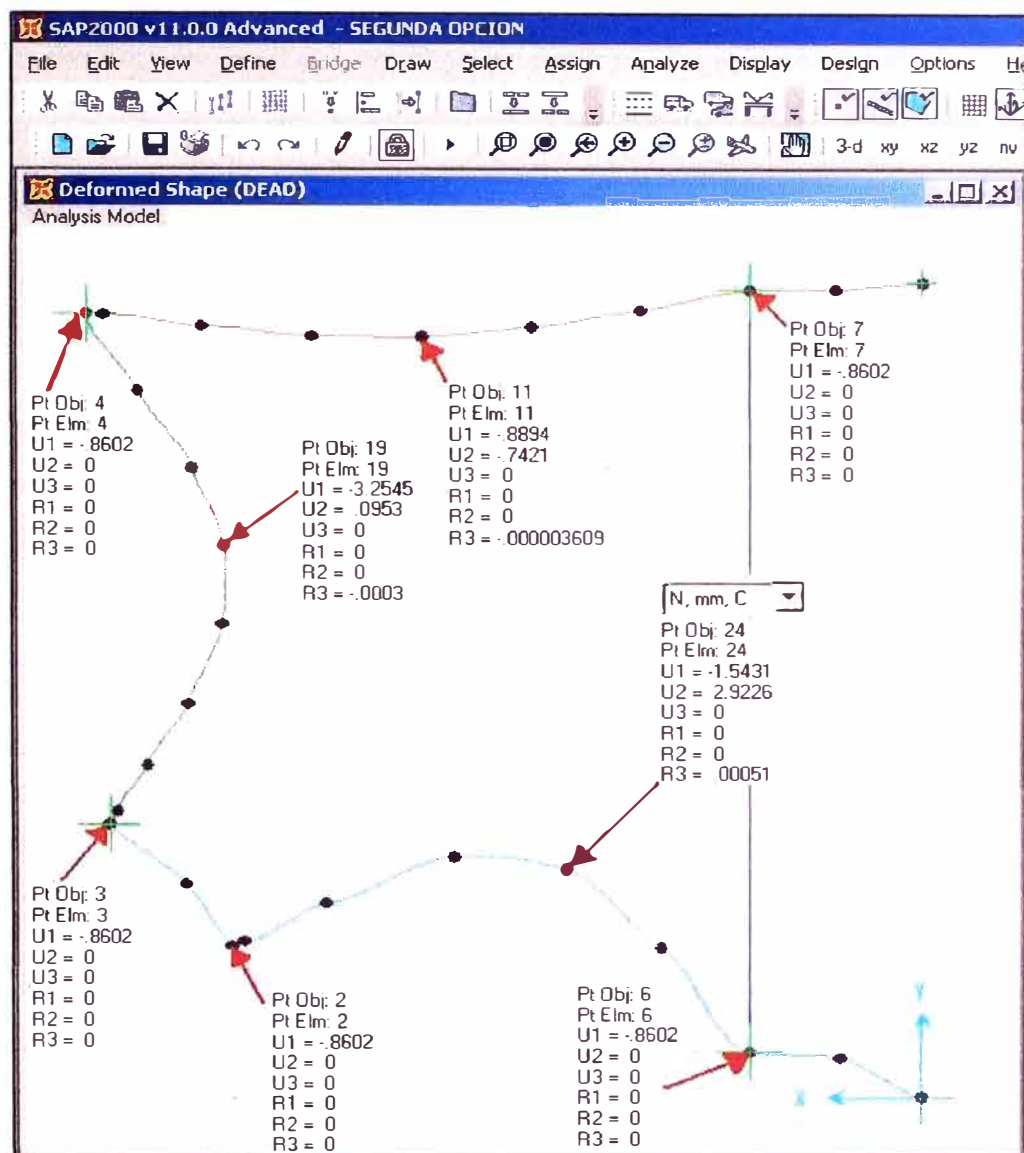 SAP2000 v11.0.0 Advanced - SEGUNDA OPCION
File Edit View Define Bridge Draw Select Assign Analyze Display Design Options He
3-d xy xz yz nv
Deformed Shape (DEAD)
Analysis Model
Pt Obj: 4
Pt Elm: 4
U1 = -.8602
U2 = 0
U3 = 0
R1 = 0
R2 = 0
R3 = 0
Pt Obj: 19
Pt Elm: 19
U1 = -3.2545
U2 = .0953
U3 = 0
R1 = 0
R2 = 0
R3 = -.0003
Pt Obj: 11
Pt Elm: 11
U1 = -.8894
U2 = -.7421
U3 = 0
R1 = 0
R2 = 0
R3 = -.000003609
Pt Obj: 7
Pt Elm: 7
U1 = -.8602
U2 = 0
U3 = 0
R1 = 0
R2 = 0
R3 = 0
N, mm, C
Pt Obj: 24
Pt Elm: 24
U1 = -1.5431
U2 = 2.9226
U3 = 0
R1 = 0
R2 = 0
R3 = .00051
Pt Obj: 3
Pt Elm: 3
U1 = -.8602
U2 = 0
U3 = 0
R1 = 0
R2 = 0
R3 = 0
Pt Obj: 2
Pt Elm: 2
U1 = -.8602
U2 = 0
U3 = 0
R1 = 0
R2 = 0
R3 = 0
Pt Obj: 6
Pt Elm: 6
U1 = -.8602
U2 = 0
U3 = 0
R1 = 0
R2 = 0
R3 = 0
Y
X